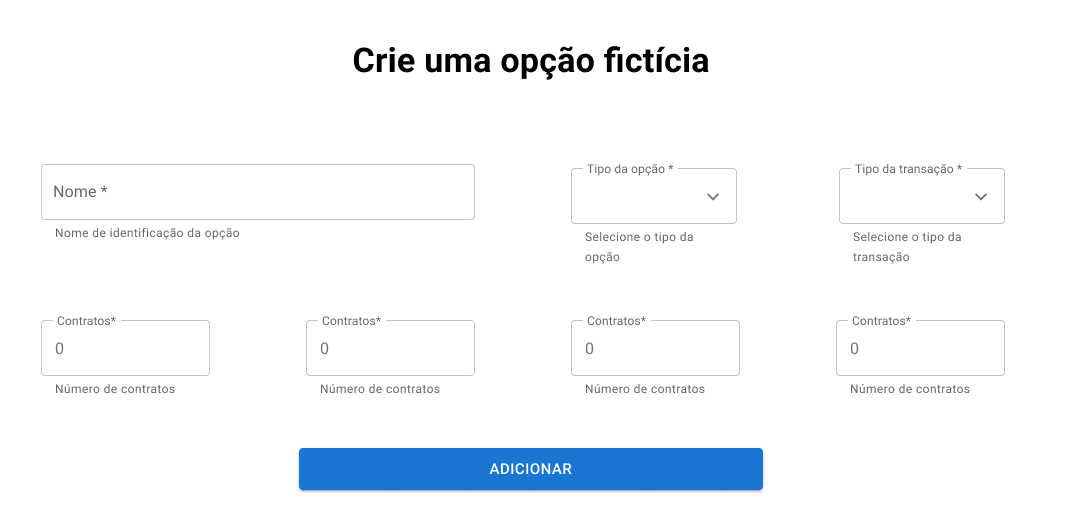 Crie uma opção fictícia
Nome *
Nome de identificação da opção
Tipo da opção *
Selecione o tipo da
opção
Tipo da transação *
Selecione o tipo da
transação
Contratos*
0
Número de contratos
Contratos*
0
Número de contratos
Contratos*
0
Número de contratos
Contratos*
0
Número de contratos
ADICIONAR